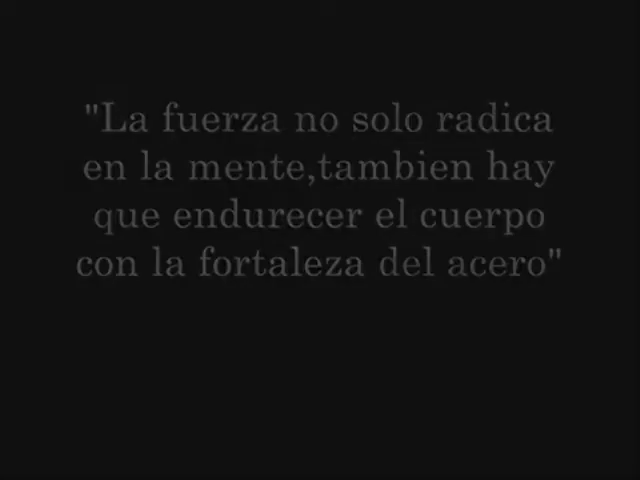 "La fuerza no solo radica
en la mente,tambien hay
que endurecer el cuerpo
con la fortaleza del acero"